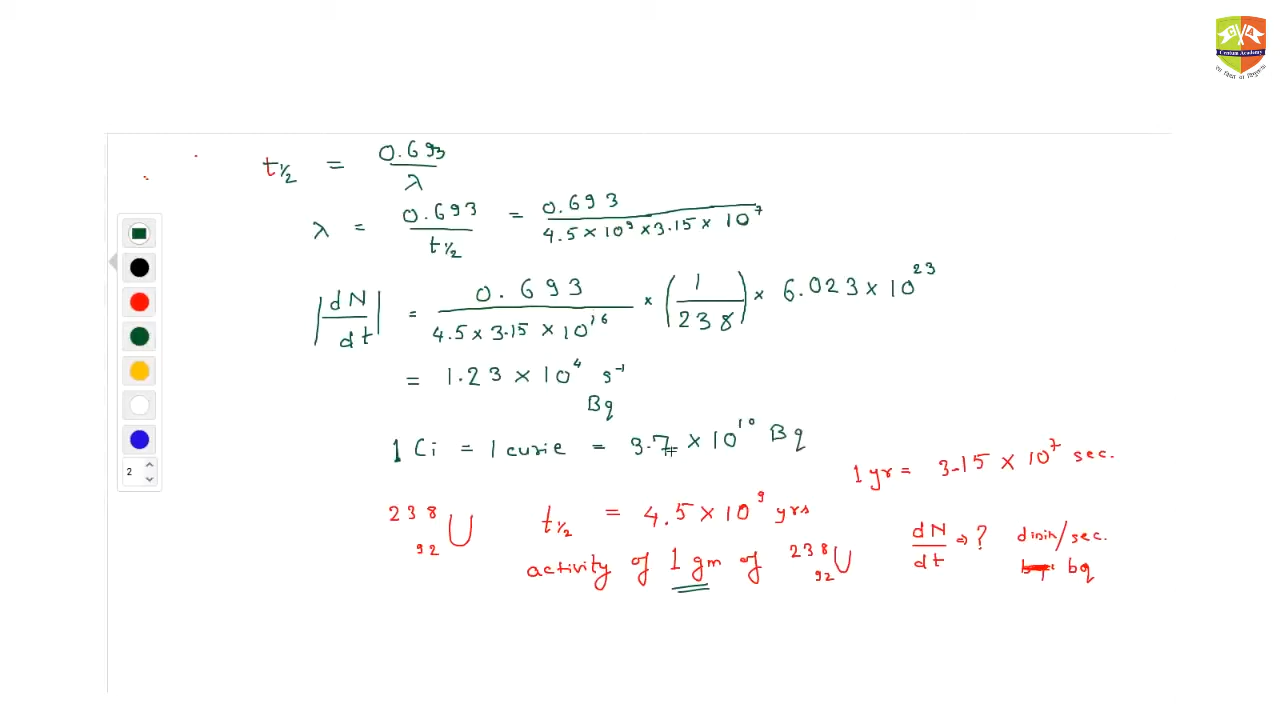 t½ = 0.693/λ
λ = 0.693/t½ = 0.693/4.5×10⁹×3.15×10⁷
|dN/dt| = 0.693/4.5×3.15×10¹⁶ × (1/238) × 6.023×10²³
= 1.23×10⁴ s⁻¹
Bq
1 Ci = 1 curie = 3.7×10¹⁰ Bq
1 yr = 3.15×10⁷ sec.
²³⁸₉₂U t½ = 4.5×10⁹ yrs
dN/dt → ? disin/sec.
activity of 1 gm of ²³⁸₉₂U
bq
Centum Academy
2